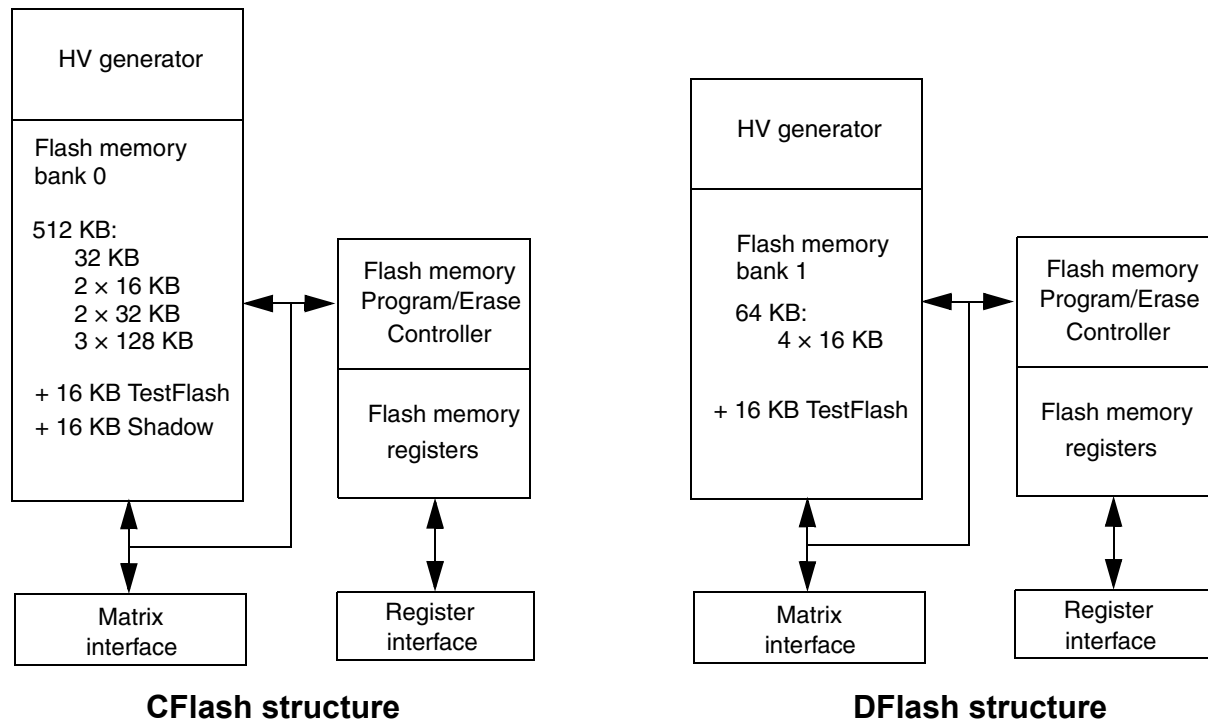 HV generator
Flash memory
bank 0
512 KB:
32 KB
2 × 16 KB
2 × 32 KB
3 × 128 KB
+ 16 KB TestFlash
+ 16 KB Shadow
Flash memory
Program/Erase
Controller
Flash memory
registers
Matrix
interface
Register
interface
CFlash structure
HV generator
Flash memory
bank 1
64 KB:
4 × 16 KB
+ 16 KB TestFlash
Flash memory
Program/Erase
Controller
Flash memory
registers
Matrix
interface
Register
interface
DFlash structure